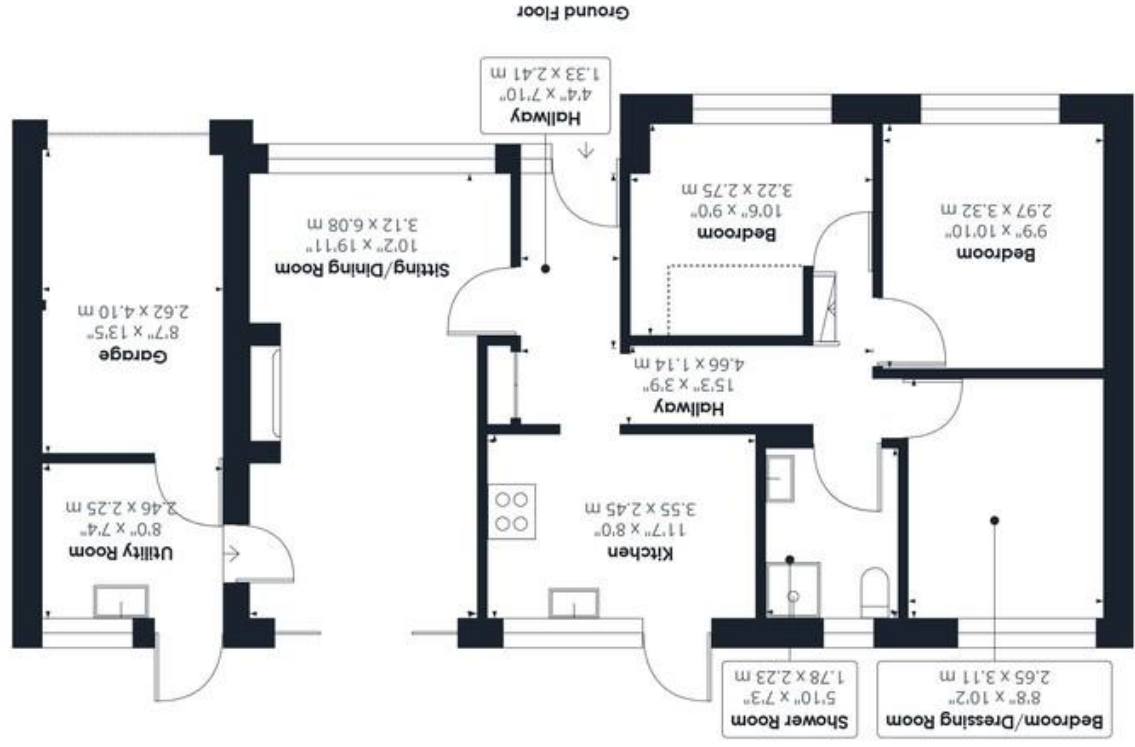 Bedroom/Dressing Room
8'8" x 10'2"
2.65 x 3.11 m
Shower Room
5'10" x 7'3"
1.78 x 2.23 m
Kitchen
11'7" x 8'0"
3.55 x 2.45 m
Utility Room
8'0" x 7'4"
2.46 x 2.25 m
Hallway
15'3" x 3'9"
4.66 x 1.14 m
Garage
8'7" x 13'5"
2.62 x 4.10 m
Bedroom
9'9" x 10'10"
2.97 x 3.32 m
Bedroom
10'6" x 9'0"
3.22 x 2.75 m
Sitting/Dining Room
10'2" x 19'11"
3.12 x 6.08 m
Hallway
4'4" x 7'10"
1.33 x 2.41 m
Ground Floor